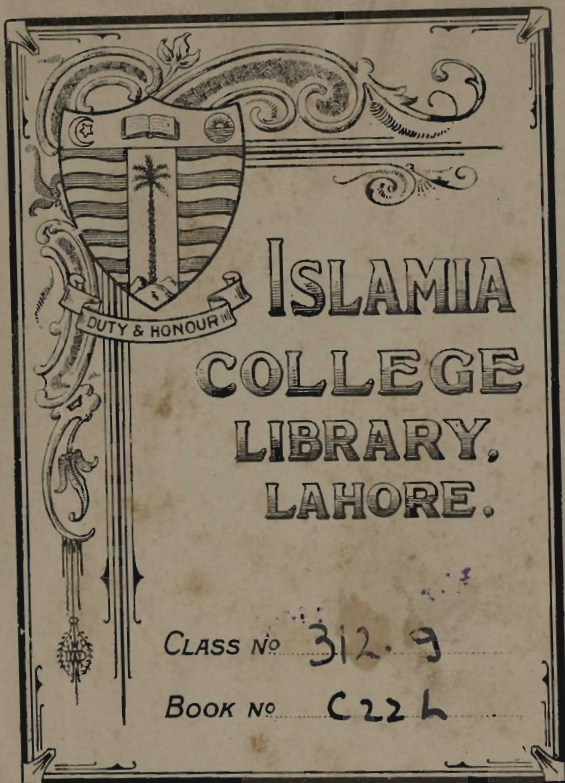 DUTY & HONOUR
ISLAMIA
COLLEGE
LIBRARY.
LAHORE.
CLASS Nº 312.9
BOOK Nº C22L